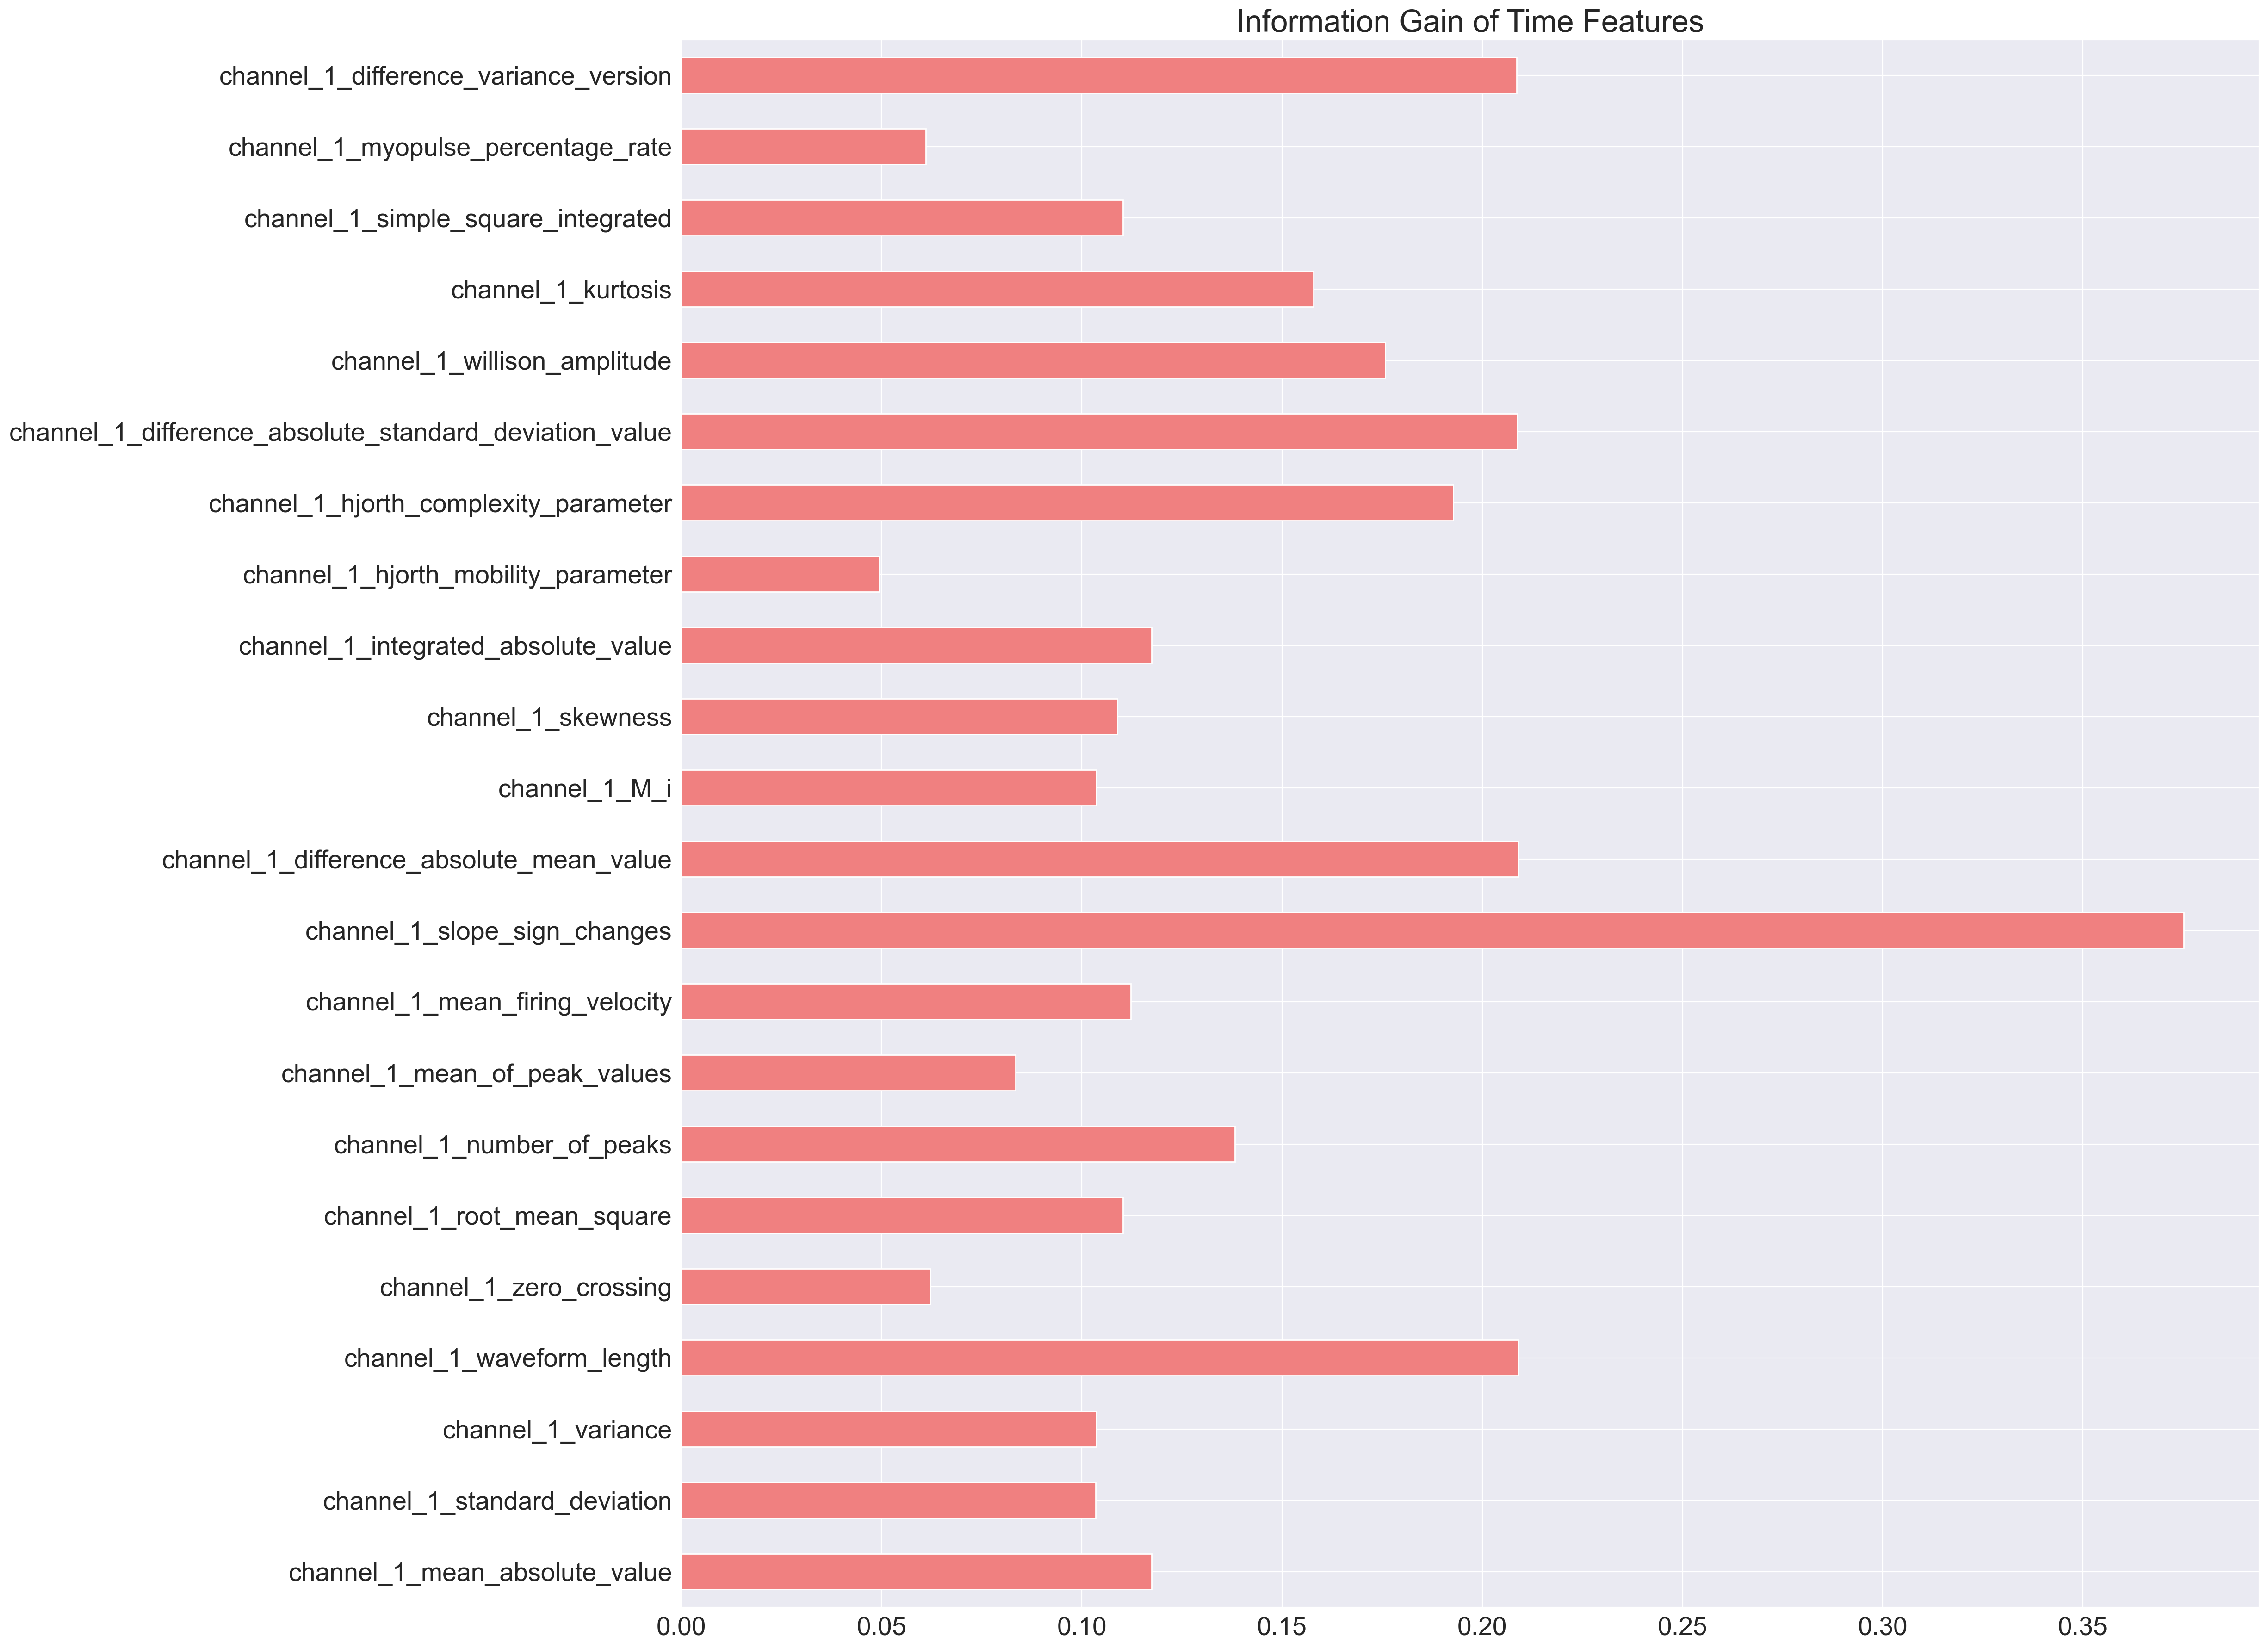 Information Gain of Time Features
channel_1_difference_variance_version
channel_1_myopulse_percentage_rate
channel_1_simple_square_integrated
channel_1_kurtosis
channel_1_willison_amplitude
channel_1_difference_absolute_standard_deviation_value
channel_1_hjorth_complexity_parameter
channel_1_hjorth_mobility_parameter
channel_1_integrated_absolute_value
channel_1_skewness
channel_1_M_i
channel_1_difference_absolute_mean_value
channel_1_slope_sign_changes
channel_1_mean_firing_velocity
channel_1_mean_of_peak_values
channel_1_number_of_peaks
channel_1_root_mean_square
channel_1_zero_crossing
channel_1_waveform_length
channel_1_variance
channel_1_standard_deviation
channel_1_mean_absolute_value
0.00 0.05 0.10 0.15 0.20 0.25 0.30 0.35